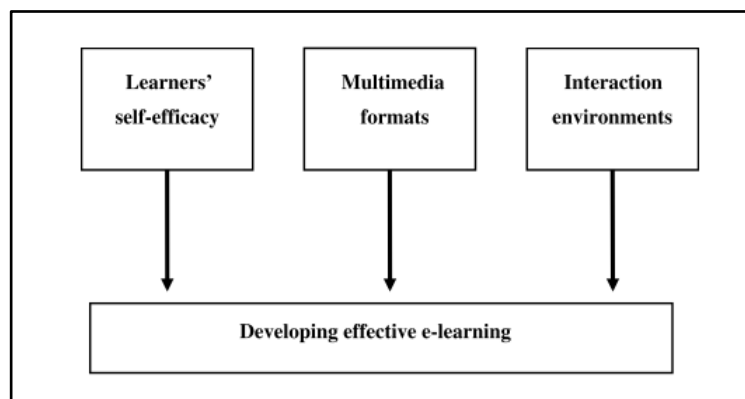 Learners'
self-efficacy
Multimedia
formats
Interaction
environments
Developing effective e-learning